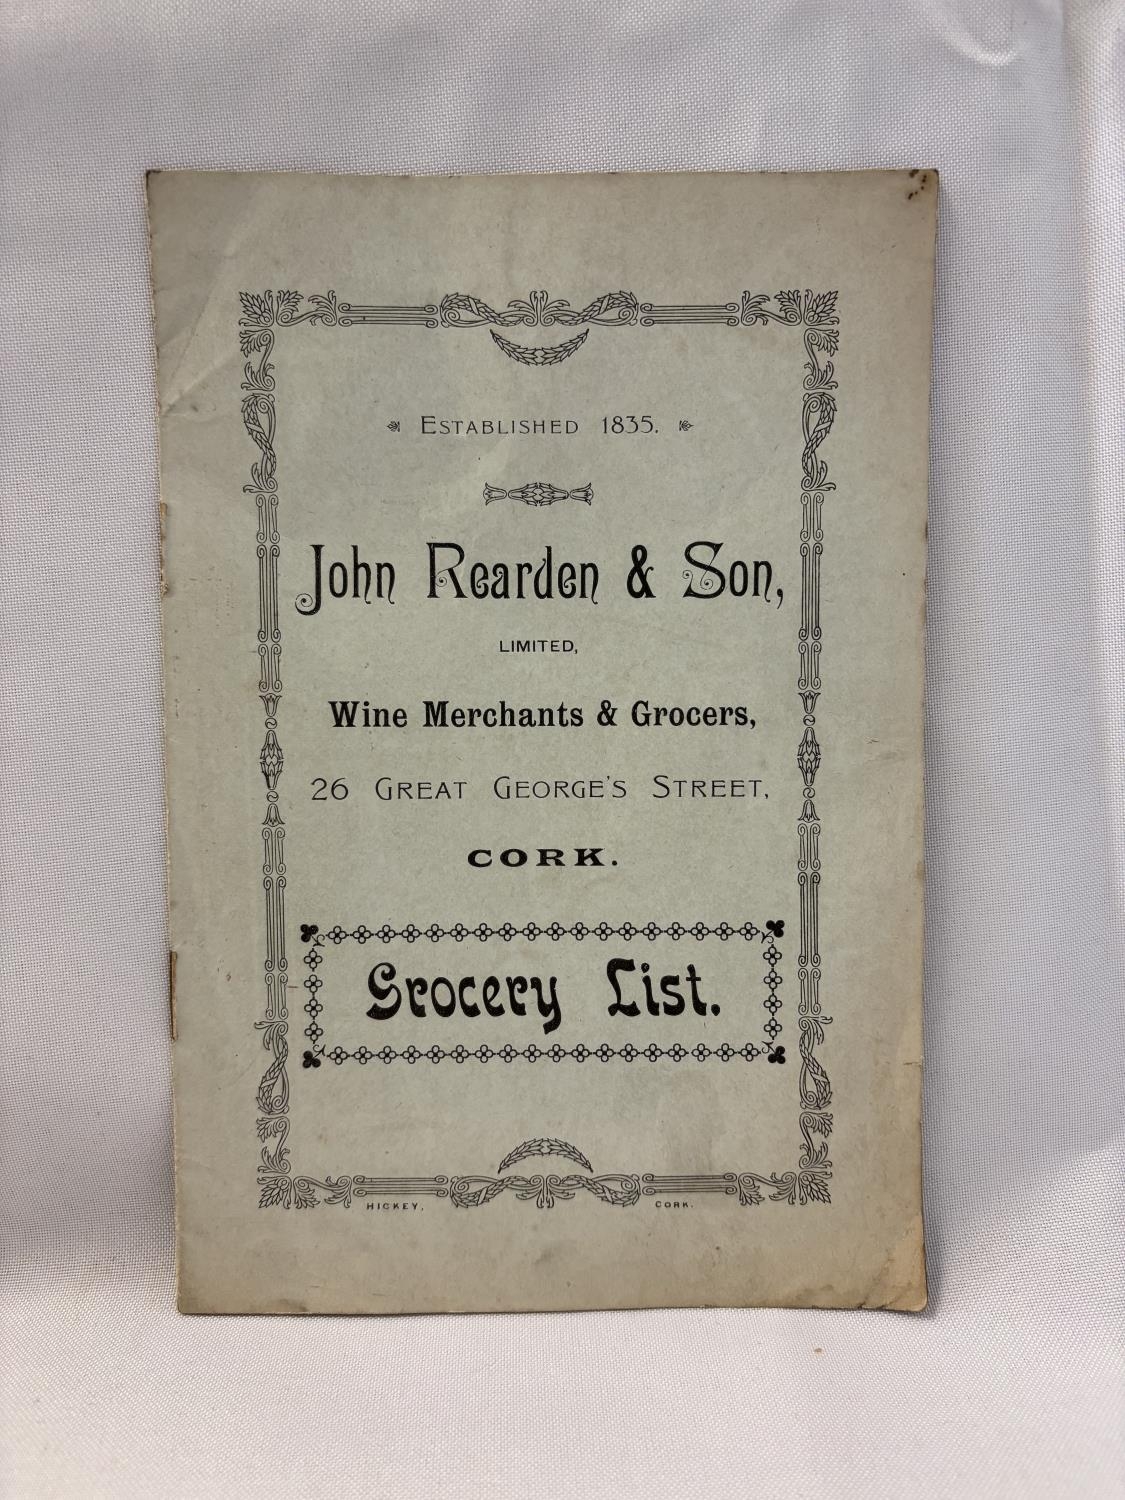 Established 1835.
John Rearden & Son,
LIMITED,
Wine Merchants & Grocers,
26 Great George's Street,
CORK.
Grocery List.
HICKEY, CORK.